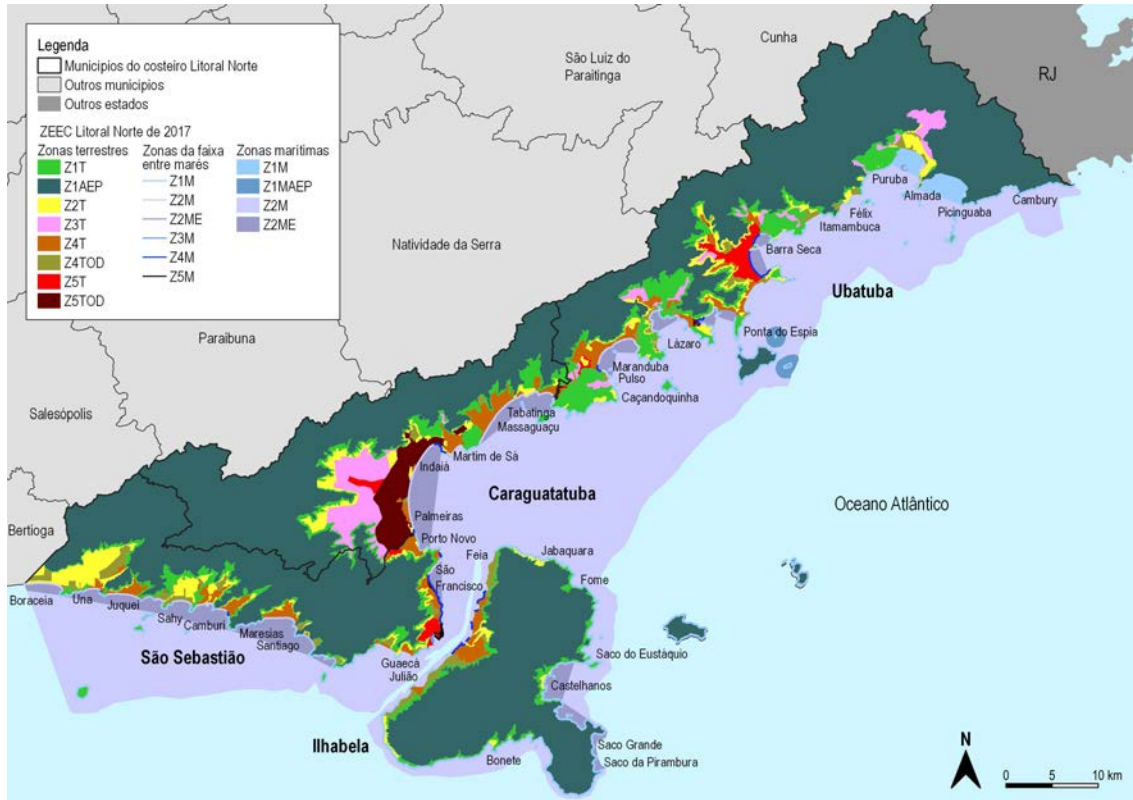 Legenda
Municípios do costeiro Litoral Norte
Outros municípios
Outros estados
ZEEC Litoral Norte de 2017
Zonas terrestres
Z1T
Z1AEP
Z2T
Z3T
Z4T
Z4TOD
Z5T
Z5TOD
Zonas da faixa
entre marés
Z1M
Z2M
Z2ME
Z3M
Z4M
Z5M
Zonas marítimas
Z1M
Z1MAEP
Z2M
Z2ME
Cunha
São Luiz do
Paraitinga
RJ
Natividade da Serra
Paraibuna
Salesópolis
Bertioga
Puruba
Almada
Cambury
Picinguaba
Félix
Itamambuca
Barra Seca
Ubatuba
Ponta do Espia
Lázaro
Maranduba
Pulso
Caçandoquinha
Tabatinga
Massaguaçu
Martim de Sá
Indaiá
Caraguatatuba
Oceano Atlântico
Palmeiras
Porto Novo
Feia
Jabaquara
São
Francisco
Fome
Boraceia
Una
Juquei
Sahy
Camburi
Maresias
Santiago
São Sebastião
Guaecá
Julião
Saco do Eustáquio
Castelhanos
Ilhabela
Bonete
Saco Grande
Saco da Pirambura
N
0 5 10 km